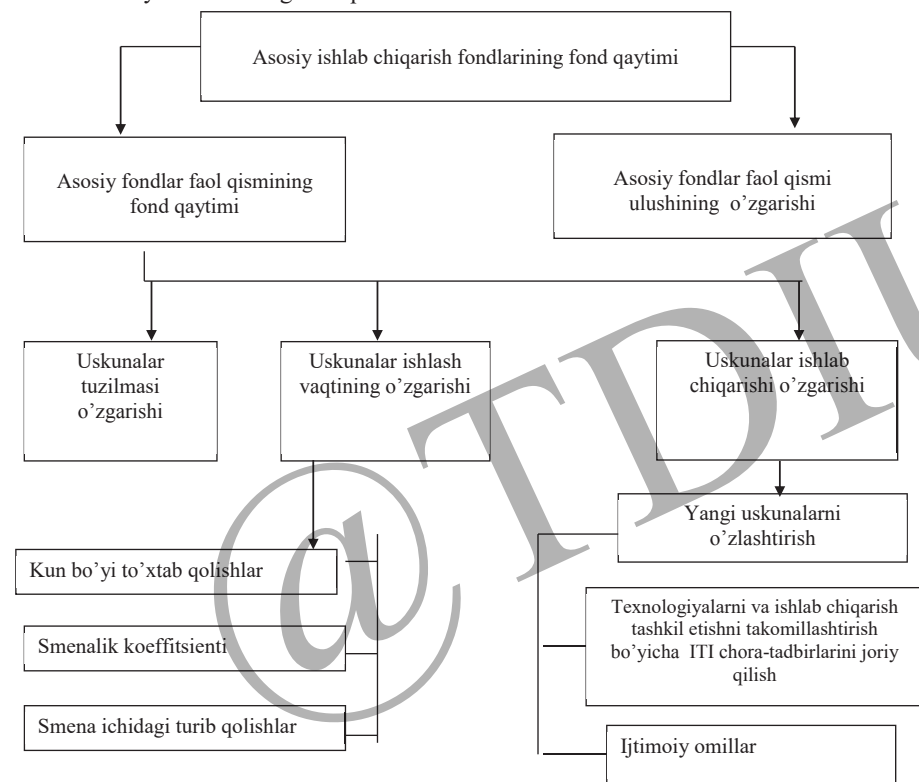 Asosiy ishlab chiqarish fondlarining fond qaytimi
Asosiy fondlar faol qismining
fond qaytimi
Asosiy fondlar faol qismi
ulushining o’zgarishi
Uskunalar
tuzilmasi
o’zgarishi
Uskunalar ishlash
vaqtining o’zgarishi
Uskunalar ishlab
chiqarishi o’zgarishi
Kun bo’yi to’xtab qolishlar
Smenalik koeffitsienti
Smena ichidagi turib qolishlar
Yangi uskunalarni
o’zlashtirish
Texnologiyalarni va ishlab chiqarish
tashkil etishni takomillashtirish
bo’yicha ITI chora-tadbirlarini joriy
qilish
Ijtimoiy omillar